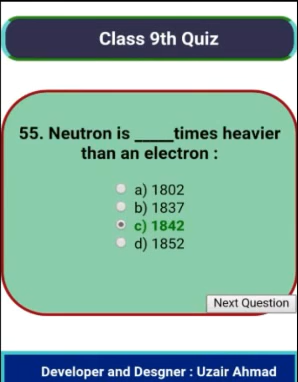 Class 9th Quiz
55. Neutron is _____times heavier
than an electron :
a) 1802
b) 1837
c) 1842
d) 1852
Next Question
Developer and Desgner : Uzair Ahmad